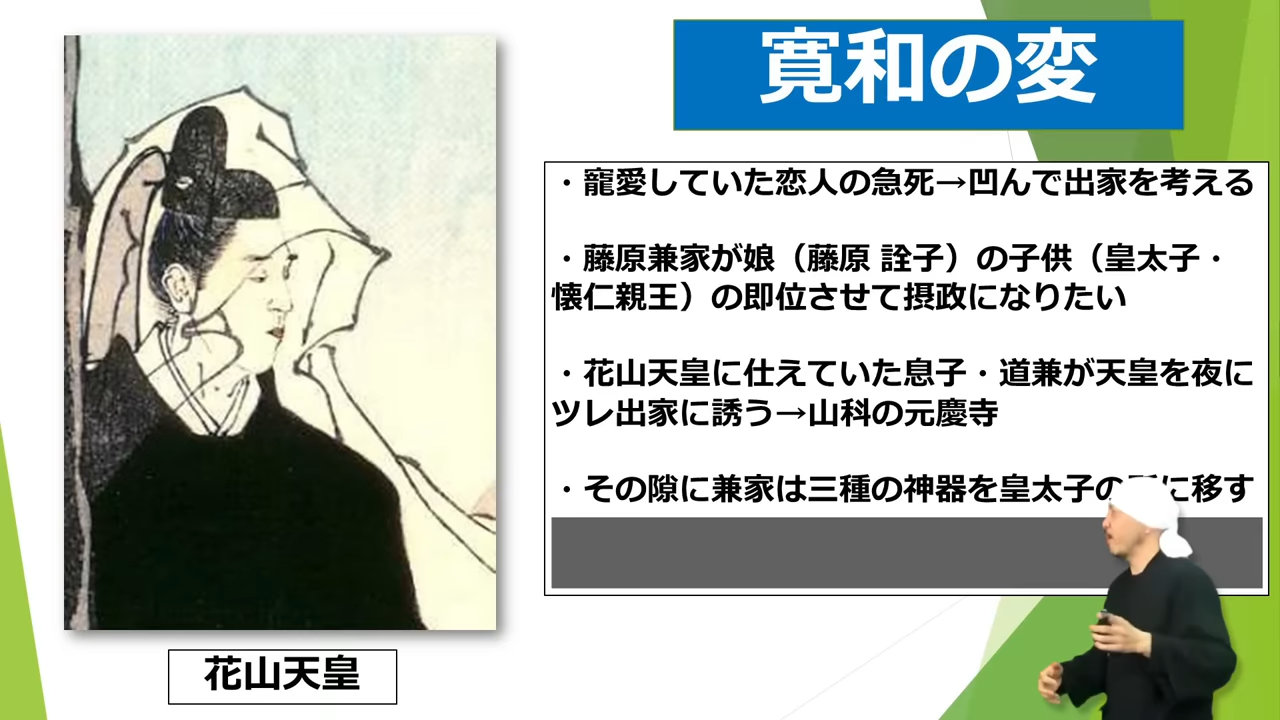 寛和の変
・寵愛していた恋人の急死→凹んで出家を考える
・藤原兼家が娘（藤原 詮子）の子供（皇太子・
懐仁親王）の即位させて摂政になりたい
・花山天皇に仕えていた息子・道兼が天皇を夜に
ツレ出家に誘う→山科の元慶寺
・その隙に兼家は三種の神器を皇太子の に移す
花山天皇